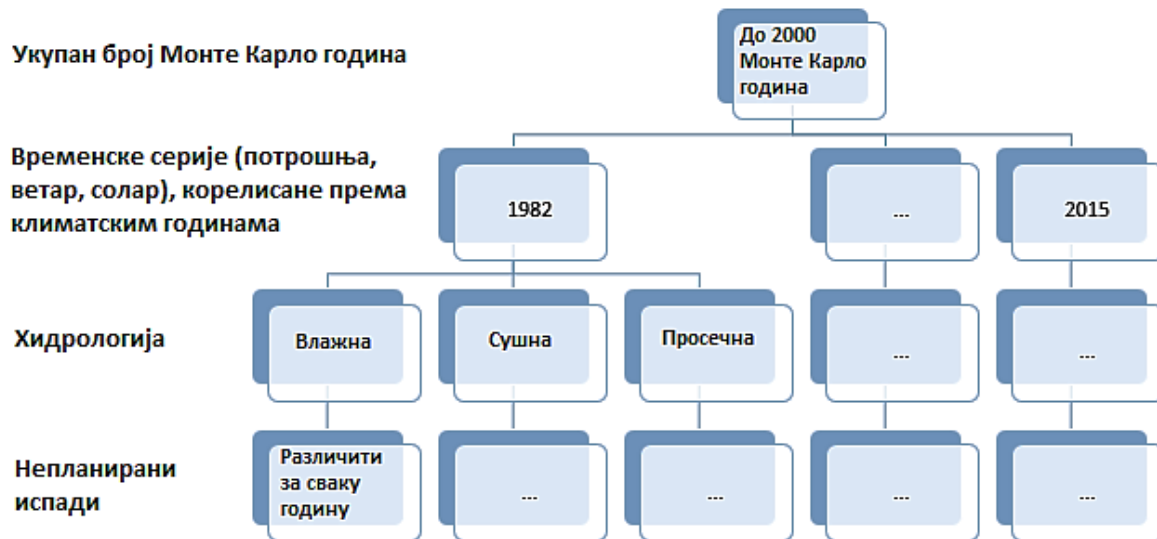 Укупан број Монте Карло година
До 2000
Монте Карло
година
Временске серије (потрошња,
ветар, солар), корелисане према
климатским годинама
1982
...
2015
Хидрологија
Влажна
Сушна
Просечна
...
...
Непланирани
испади
Различити
за сваку
годину
...
...
...
...